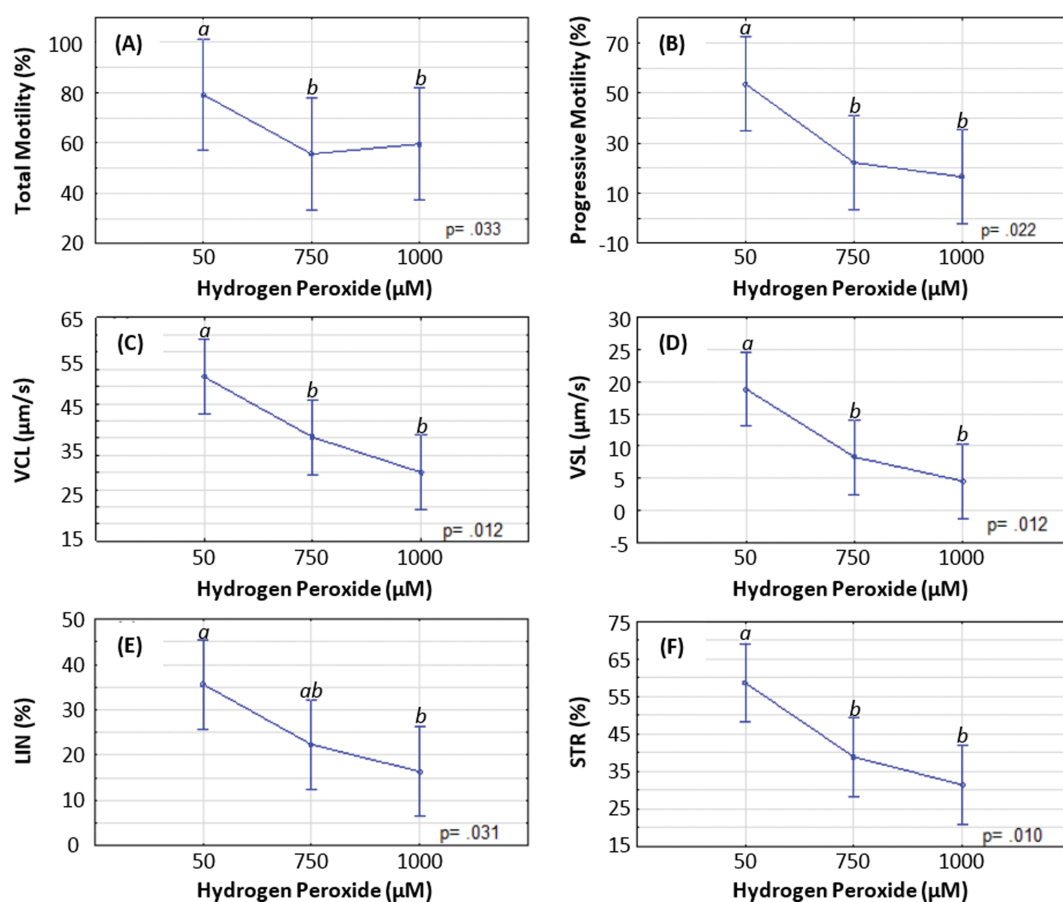 (A)
Total Motility (%)
100
80
60
40
20
a
b
b
p= .033
50 750 1000
Hydrogen Peroxide (µM)
(B)
Progressive Motility (%)
70
50
30
10
-10
a
b
b
p= .022
50 750 1000
Hydrogen Peroxide (µM)
(C)
VCL (µm/s)
65
55
45
35
25
15
a
b
b
p= .012
50 750 1000
Hydrogen Peroxide (µM)
(D)
VSL (µm/s)
30
25
20
15
10
5
0
-5
a
b
b
p= .012
50 750 1000
Hydrogen Peroxide (µM)
(E)
LIN (%)
50
40
30
20
10
0
a
ab
b
p= .031
50 750 1000
Hydrogen Peroxide (µM)
(F)
STR (%)
75
65
55
45
35
25
15
a
b
b
p= .010
50 750 1000
Hydrogen Peroxide (µM)